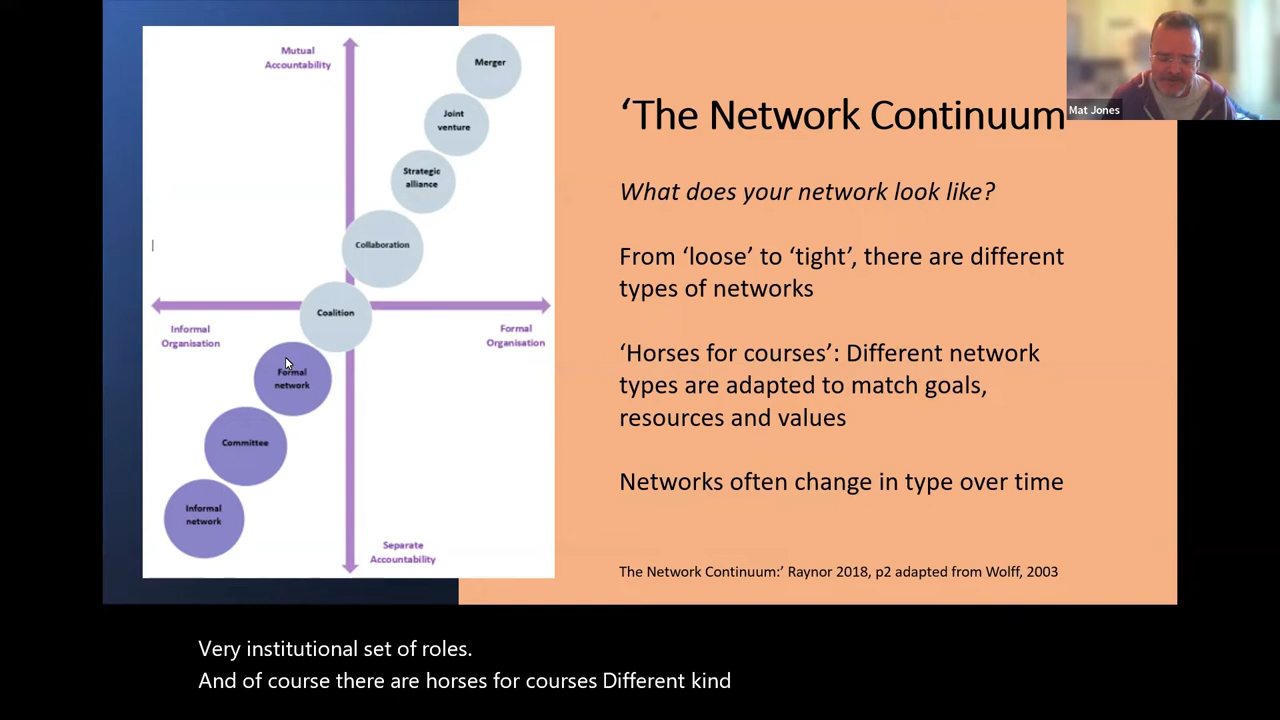 Mutual
Accountability
Merger
Joint
venture
Strategic
alliance
Collaboration
Coalition
Informal
Organisation
Formal
Organisation
Formal
network
Committee
Informal
network
Separate
Accountability
‘The Network Continuum
What does your network look like?
From ‘loose’ to ‘tight’, there are different
types of networks
‘Horses for courses’: Different network
types are adapted to match goals,
resources and values
Networks often change in type over time
The Network Continuum:’ Raynor 2018, p2 adapted from Wolff, 2003
Mat Jones
Very institutional set of roles.
And of course there are horses for courses Different kind